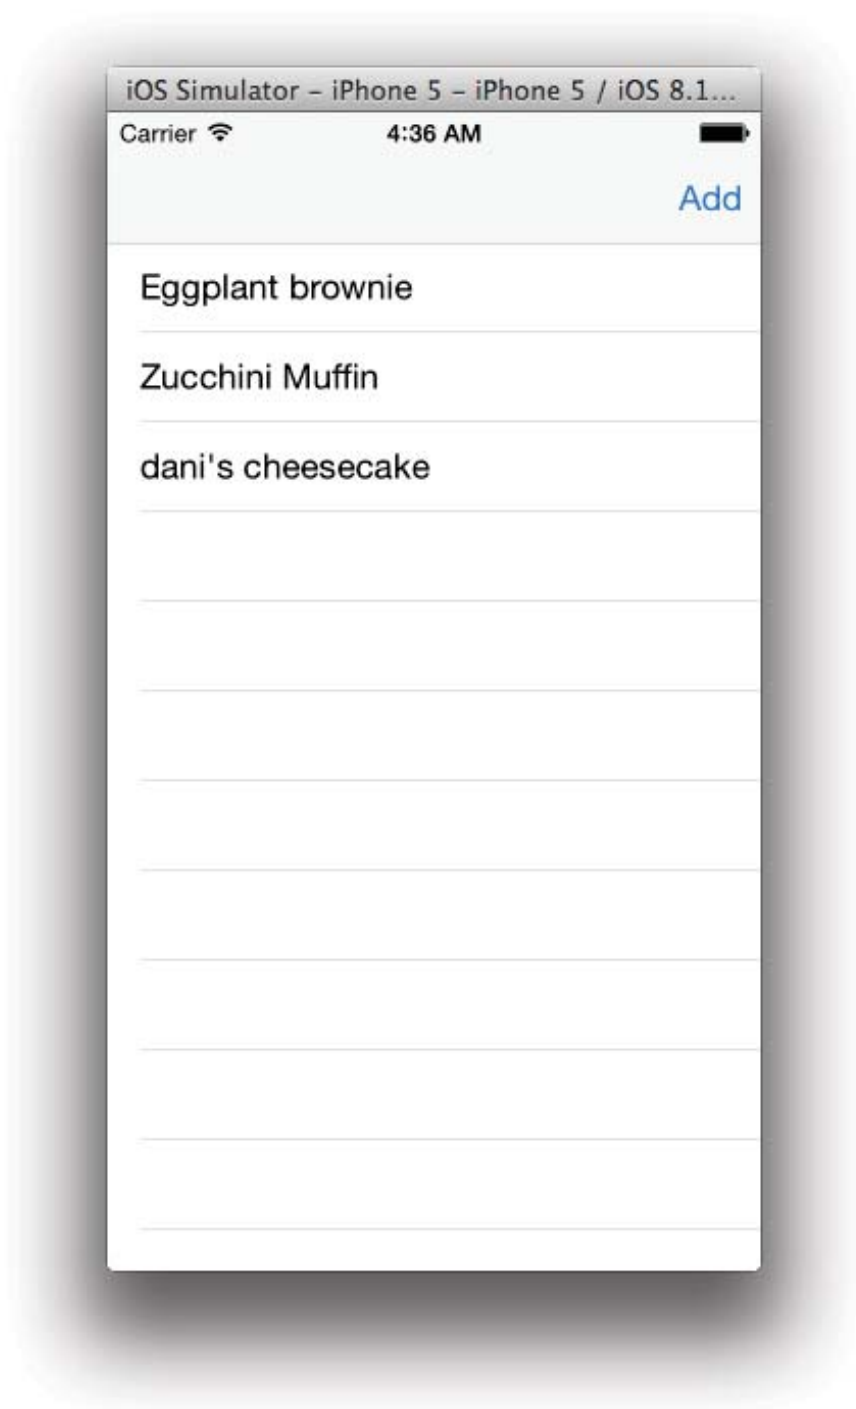 iOS Simulator – iPhone 5 – iPhone 5 / iOS 8.1...
Carrier 4:36 AM
Add
Eggplant brownie
Zucchini Muffin
dani's cheesecake